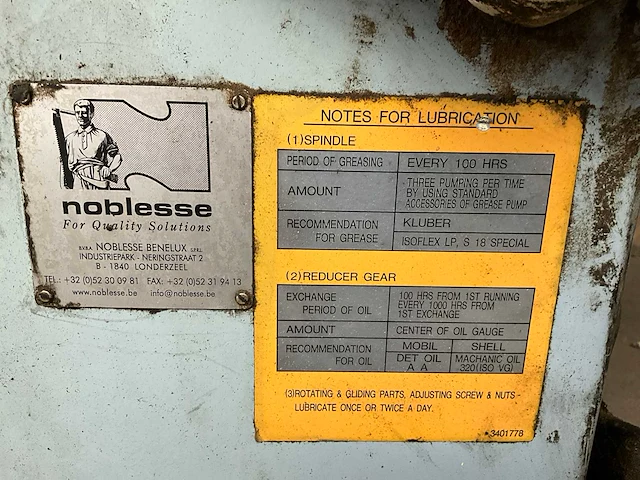 noblesse
For Quality Solutions
BVBA NOBLESSE BENELUX SPRL
INDUSTRIEPARK - NERINGSTRAAT 2
B - 1840 LONDERZEEL
TEL.: +32 (0)52 30 09 81 FAX: +32 (0)52 31 94 13
www.noblesse.be info@noblesse.be
NOTES FOR LUBRICATION
(1)SPINDLE
PERIOD OF GREASING EVERY 100 HRS
AMOUNT
THREE PUMPING PER TIME
BY USING STANDARD
ACCESSORIES OF GREASE PUMP
RECOMMENDATION
FOR GREASE
KLUBER
ISOFLEX LP, S 18 SPECIAL
(2)REDUCER GEAR
EXCHANGE
PERIOD OF OIL
100 HRS FROM 1ST RUNNING
EVERY 1000 HRS FROM
1ST EXCHANGE
AMOUNT CENTER OF OIL GAUGE
RECOMMENDATION
FOR OIL
MOBIL SHELL
DET OIL
A A
MACHANIC OIL
320(ISO VG)
(3)ROTATING & GLIDING PARTS, ADJUSTING SCREW & NUTS -
LUBRICATE ONCE OR TWICE A DAY.
3401778